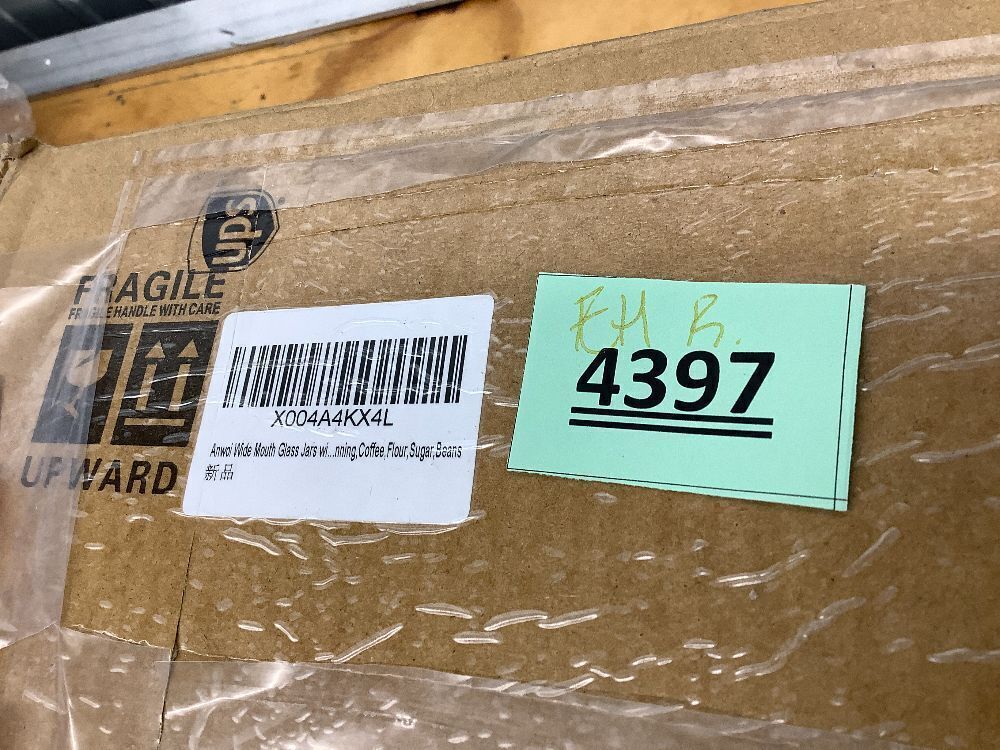 ups
FRAGILE
FRAGILE HANDLE WITH CARE
UPWARD
X004A4KX4L
Anwoi Wide Mouth Glass Jars wi...nning,Coffee,Flour,Sugar,Beans
新品
4397